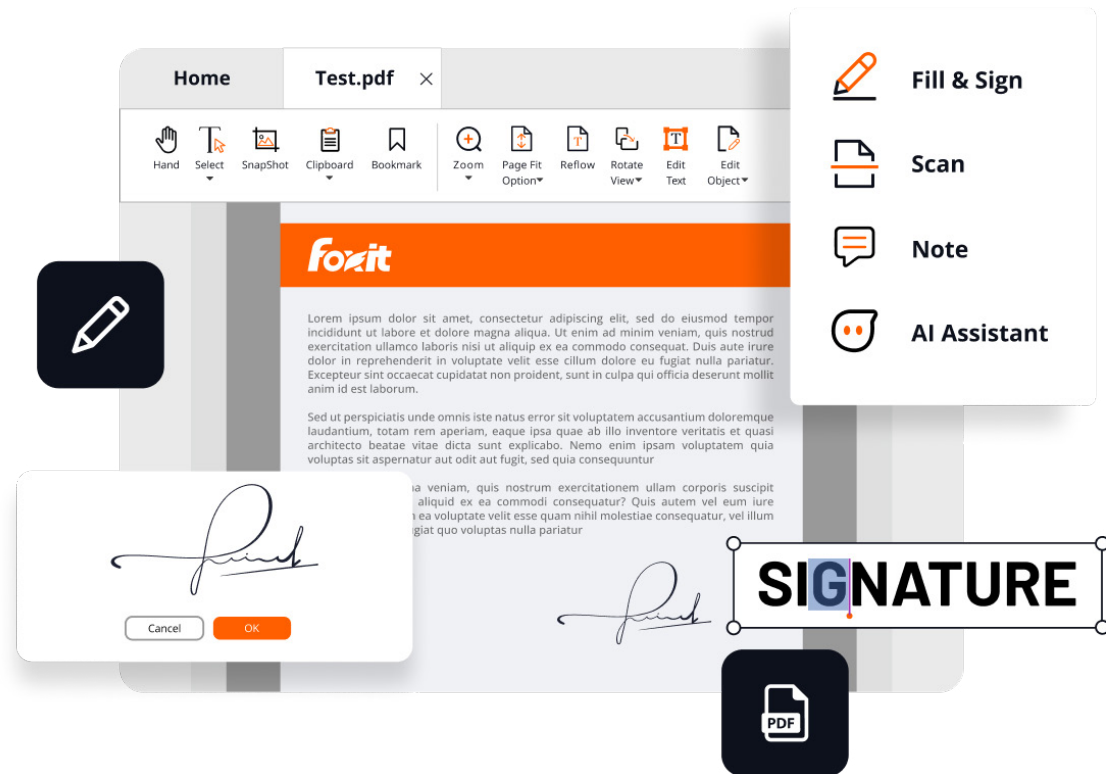 Home
Test.pdf
Hand
Select
SnapShot
Clipboard
Bookmark
Zoom
Page Fit
Option
Reflow
Rotate
View
Edit
Text
Edit
Object
Fill & Sign
Scan
Note
AI Assistant
foxit
Lorem ipsum dolor sit amet, consectetur adipiscing elit, sed do eiusmod tempor
incididunt ut labore et dolore magna aliqua. Ut enim ad minim veniam, quis nostrud
exercitation ullamco laboris nisi ut aliquip ex ea commodo consequat. Duis aute irure
dolor in reprehenderit in voluptate velit esse cillum dolore eu fugiat nulla pariatur.
Excepteur sint occaecat cupidatat non proident, sunt in culpa qui officia deserunt mollit
anim id est laborum.
Sed ut perspiciatis unde omnis iste natus error sit voluptatem accusantium doloremque
laudantium, totam rem aperiam, eaque ipsa quae ab illo inventore veritatis et quasi
architecto beatae vitae dicta sunt explicabo. Nemo enim ipsam voluptatem quia
voluptas sit aspernatur aut odit aut fugit, sed quia consequuntur
veniam, quis nostrum exercitationem ullam corporis suscipit
aliquid ex ea commodi consequatur? Quis autem vel eum iure
ea voluptate velit esse quam nihil molestiae consequatur, vel illum
quo voluptas nulla pariatur
Cancel
OK
SIGNATURE
PDF